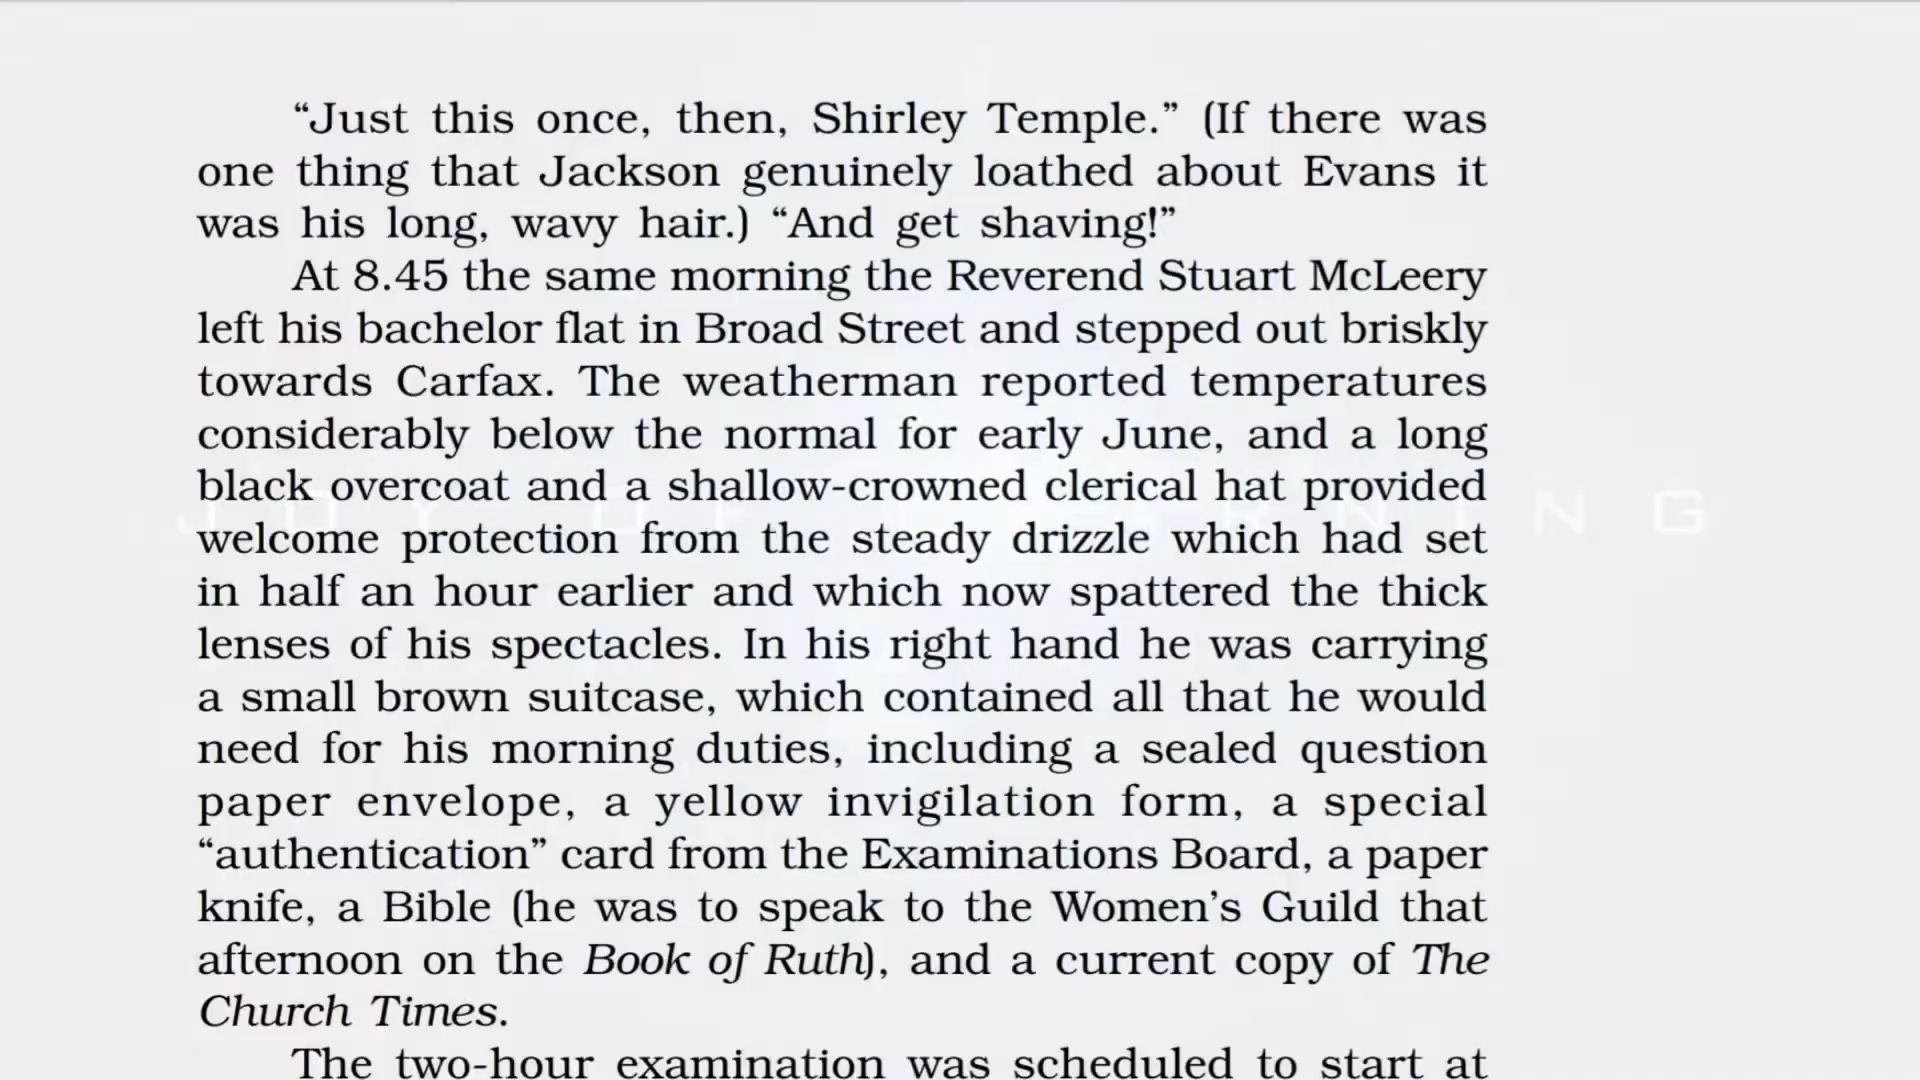 “Just this once, then, Shirley Temple.” (If there was
one thing that Jackson genuinely loathed about Evans it
was his long, wavy hair.) “And get shaving!”
At 8.45 the same morning the Reverend Stuart McLeery
left his bachelor flat in Broad Street and stepped out briskly
towards Carfax. The weatherman reported temperatures
considerably below the normal for early June, and a long
black overcoat and a shallow-crowned clerical hat provided
welcome protection from the steady drizzle which had set
in half an hour earlier and which now spattered the thick
lenses of his spectacles. In his right hand he was carrying
a small brown suitcase, which contained all that he would
need for his morning duties, including a sealed question
paper envelope, a yellow invigilation form, a special
“authentication” card from the Examinations Board, a paper
knife, a Bible (he was to speak to the Women’s Guild that
afternoon on the Book of Ruth), and a current copy of The
Church Times.
The two-hour examination was scheduled to start at